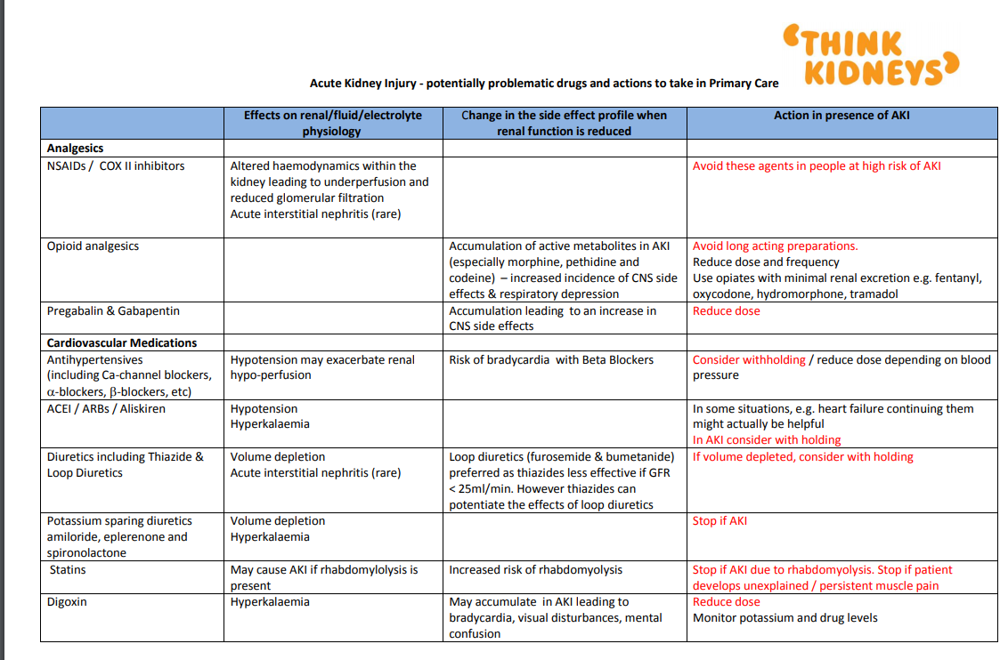 THINK
KIDNEYS
Acute Kidney Injury - potentially problematic drugs and actions to take in Primary Care
Effects on renal/fluid/electrolyte
physiology
Change in the side effect profile when
renal function is reduced
Action in presence of AKI
Analgesics
NSAIDs / COX II inhibitors
Altered haemodynamics within the
kidney leading to underperfusion and
reduced glomerular filtration
Acute interstitial nephritis (rare)
Avoid these agents in people at high risk of AKI
Opioid analgesics
Accumulation of active metabolites in AKI
(especially morphine, pethidine and
codeine) – increased incidence of CNS side
effects & respiratory depression
Avoid long acting preparations.
Reduce dose and frequency
Use opiates with minimal renal excretion e.g. fentanyl,
oxycodone, hydromorphone, tramadol
Pregabalin & Gabapentin
Accumulation leading to an increase in
CNS side effects
Reduce dose
Cardiovascular Medications
Antihypertensives
(including Ca-channel blockers,
α-blockers, β-blockers, etc)
Hypotension may exacerbate renal
hypo-perfusion
Risk of bradycardia with Beta Blockers
Consider withholding / reduce dose depending on blood
pressure
ACEI / ARBs / Aliskiren
Hypotension
Hyperkalaemia
In some situations, e.g. heart failure continuing them
might actually be helpful
In AKI consider with holding
Diuretics including Thiazide &
Loop Diuretics
Volume depletion
Acute interstitial nephritis (rare)
Loop diuretics (furosemide & bumetanide)
preferred as thiazides less effective if GFR
< 25ml/min. However thiazides can
potentiate the effects of loop diuretics
If volume depleted, consider with holding
Potassium sparing diuretics
amiloride, eplerenone and
spironolactone
Volume depletion
Hyperkalaemia
Stop if AKI
Statins
May cause AKI if rhabdomylolysis is
present
Increased risk of rhabdomyolysis
Stop if AKI due to rhabdomyolysis. Stop if patient
develops unexplained / persistent muscle pain
Digoxin
Hyperkalaemia
May accumulate in AKI leading to
bradycardia, visual disturbances, mental
confusion
Reduce dose
Monitor potassium and drug levels